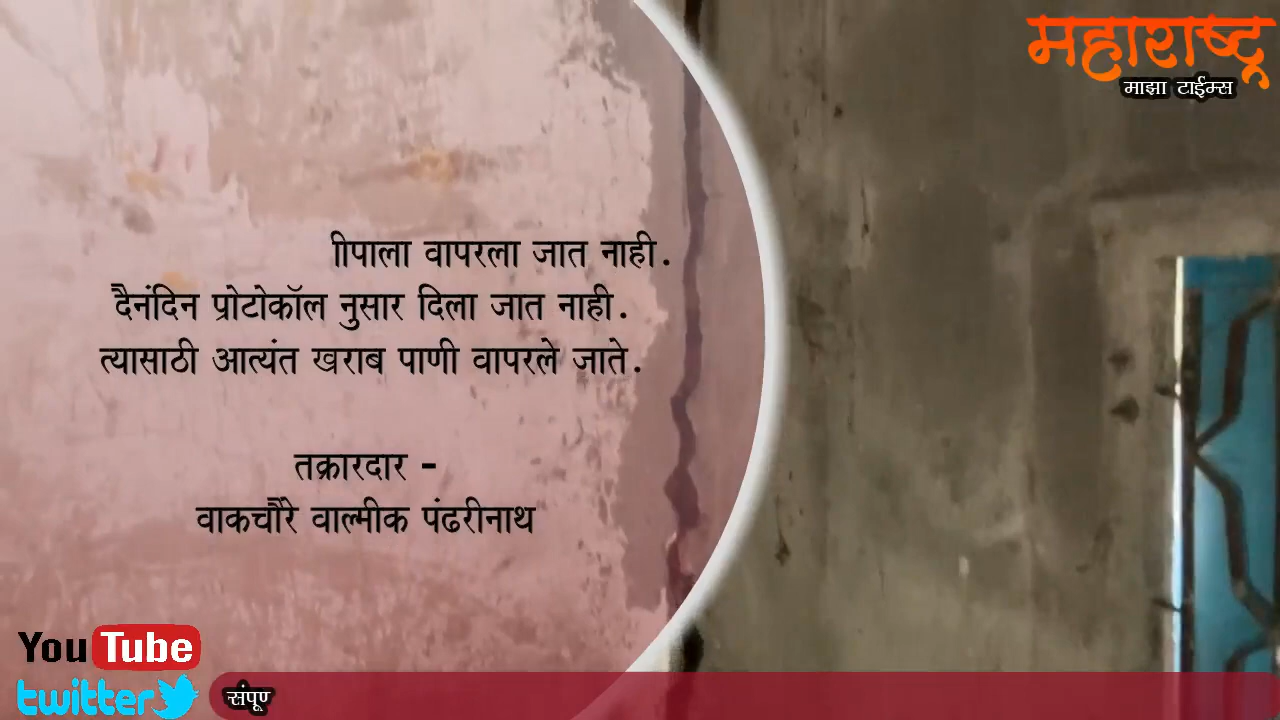 महाराष्ट्र
माझा टाईम्स
ीपाला वापरला जात नाही.
दैनंदिन प्रोटोकॉल नुसार दिला जात नाही.
त्यासाठी आत्यंत खराब पाणी वापरले जाते.
तक्रारदार -
वाकचौरे वाल्मीक पंढरीनाथ
YouTube
twitter
संपूण